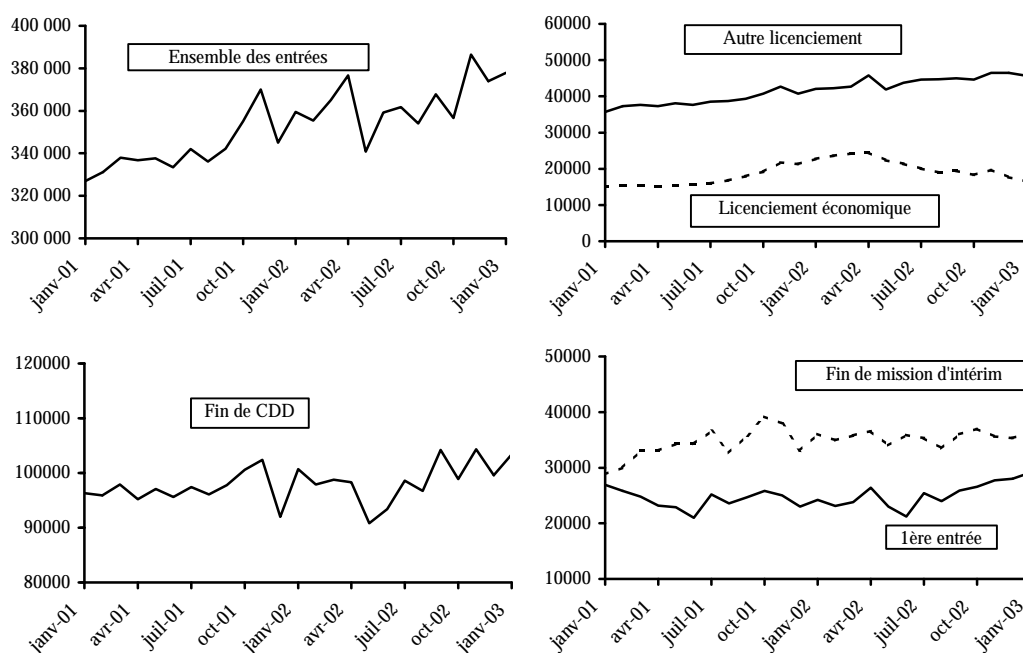 400 000
380 000
360 000
340 000
320 000
300 000
Ensemble des entrées
janv-01
avr-01
juil-01
oct-01
janv-02
avr-02
juil-02
oct-02
janv-03
60000
50000
40000
30000
20000
10000
0
Autre licenciement
Licenciement économique
janv-01
avr-01
juil-01
oct-01
janv-02
avr-02
juil-02
oct-02
janv-03
120000
110000
100000
90000
80000
Fin de CDD
janv-01
avr-01
juil-01
oct-01
janv-02
avr-02
juil-02
oct-02
janv-03
50000
40000
30000
20000
10000
Fin de mission d'intérim
1ère entrée
janv-01
avr-01
juil-01
oct-01
janv-02
avr-02
juil-02
oct-02
janv-03